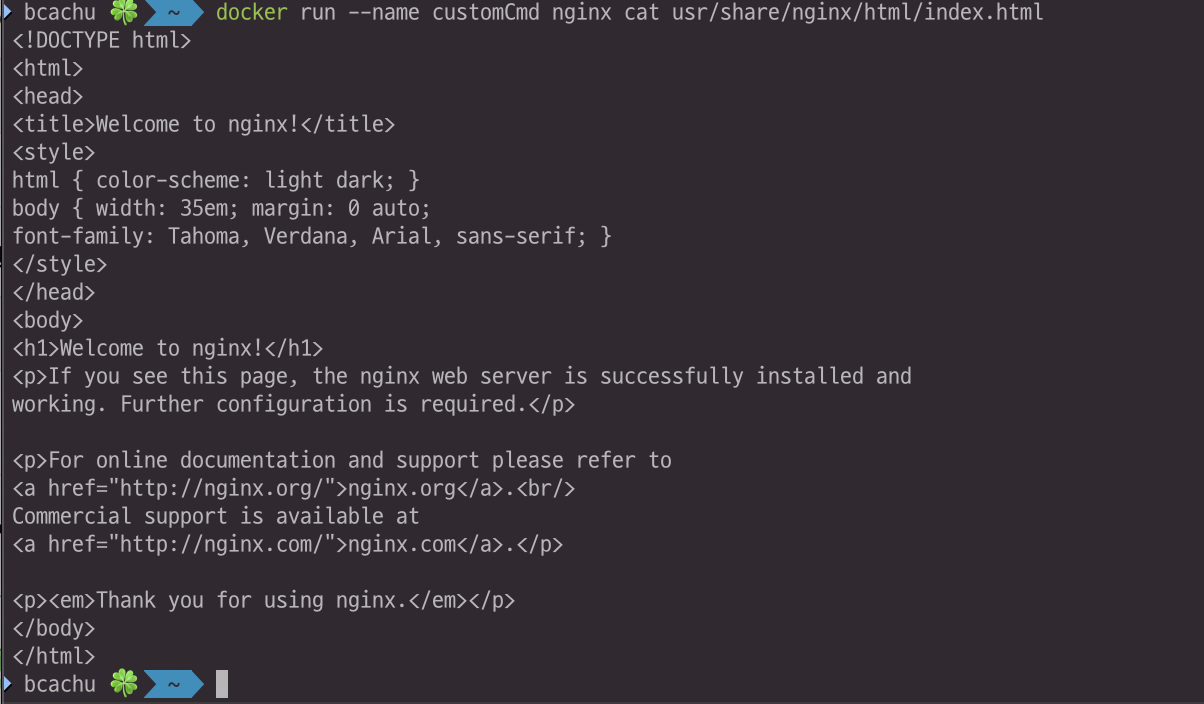 bcachu 🍀 ~ docker run --name customCmd nginx cat usr/share/nginx/html/index.html
<!DOCTYPE html>
<html>
<head>
<title>Welcome to nginx!</title>
<style>
html { color-scheme: light dark; }
body { width: 35em; margin: 0 auto;
font-family: Tahoma, Verdana, Arial, sans-serif; }
</style>
</head>
<body>
<h1>Welcome to nginx!</h1>
<p>If you see this page, the nginx web server is successfully installed and
working. Further configuration is required.</p>

<p>For online documentation and support please refer to
<a href="http://nginx.org/">nginx.org</a>.<br/>
Commercial support is available at
<a href="http://nginx.com/">nginx.com</a>.</p>

<p><em>Thank you for using nginx.</em></p>
</body>
</html>
bcachu 🍀 ~